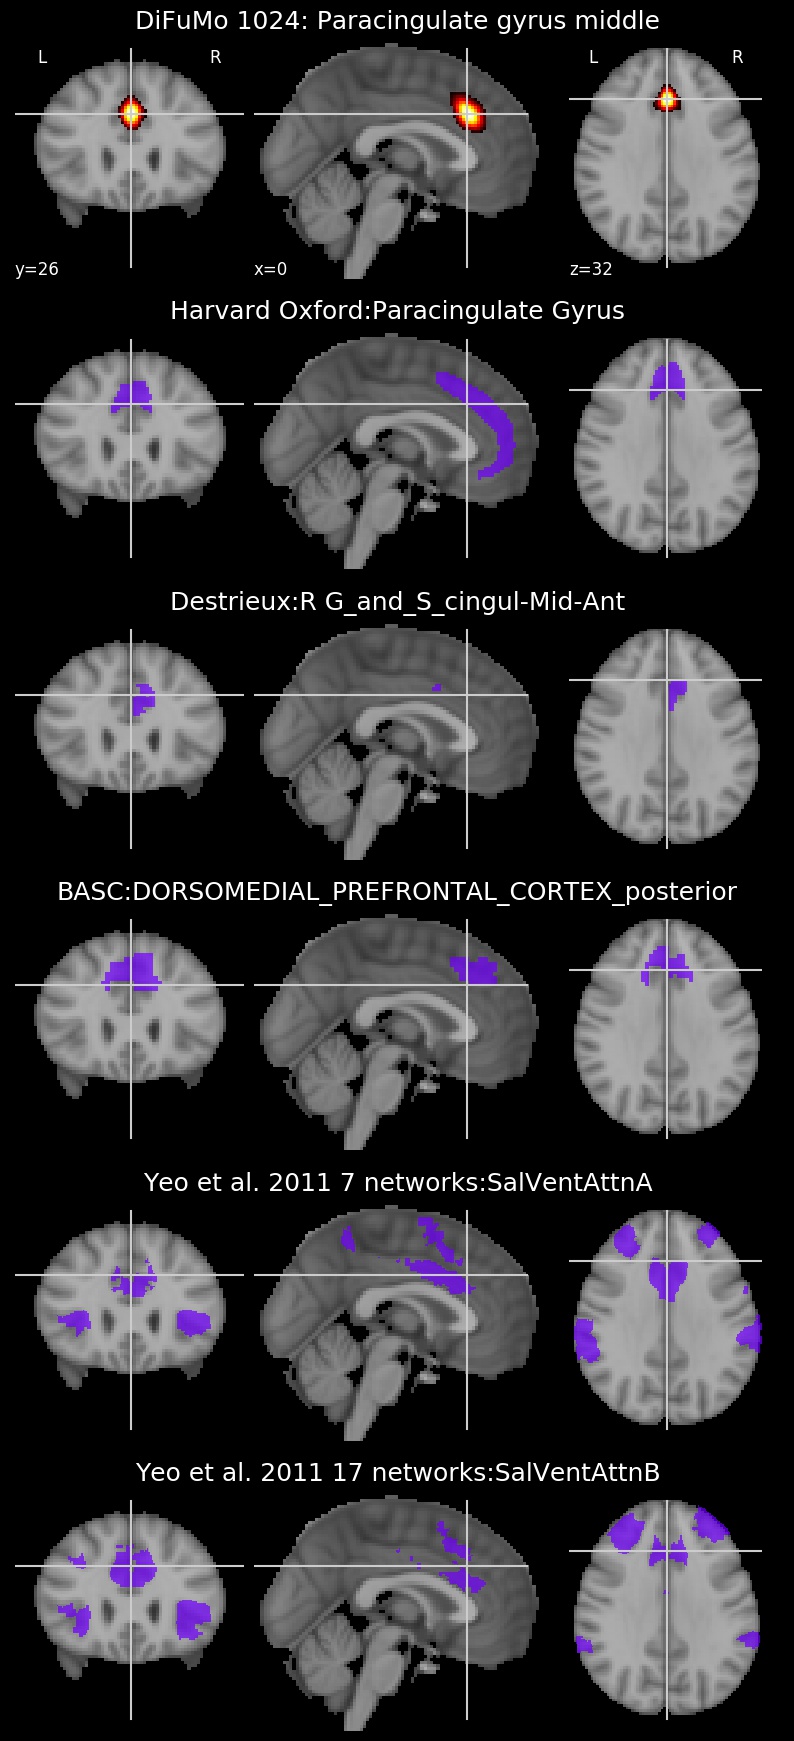 DiFuMo 1024: Paracingulate gyrus middle
L R L R
y=26 x=0 z=32
Harvard Oxford:Paracingulate Gyrus
Destrieux:R G_and_S_cingul-Mid-Ant
BASC:DORSOMEDIAL_PREFRONTAL_CORTEX_posterior
Yeo et al. 2011 7 networks:SalVentAttnA
Yeo et al. 2011 17 networks:SalVentAttnB